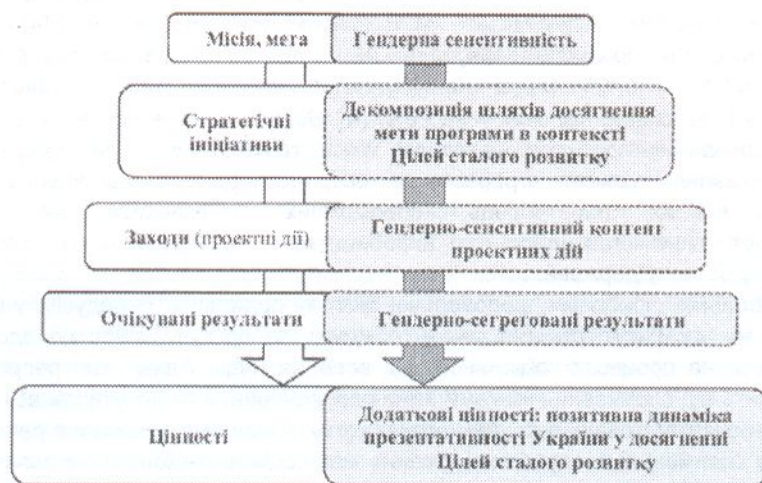 Місія, мега
Гендерна сенситивність
Стратегічні
ініціативи
Декомпозиція шляхів досягнення
мети програми в контексті
Цілей сталого розвитку
Заходи (проектні дії)
Гендерно-сенситивний контент
проектних дій
Очікувані результати
Гендерно-сегреговані результати
Цінності
Додаткові цінності: позитивна динаміка
презентативності України у досягненні
Цілей сталого розвитку